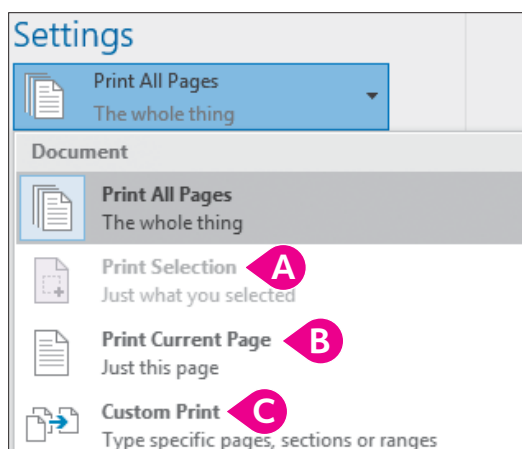 Settings
Print All Pages
The whole thing
Document
Print All Pages
The whole thing
Print Selection A
Just what you selected
Print Current Page B
Just this page
Custom Print C
Type specific pages, sections or ranges